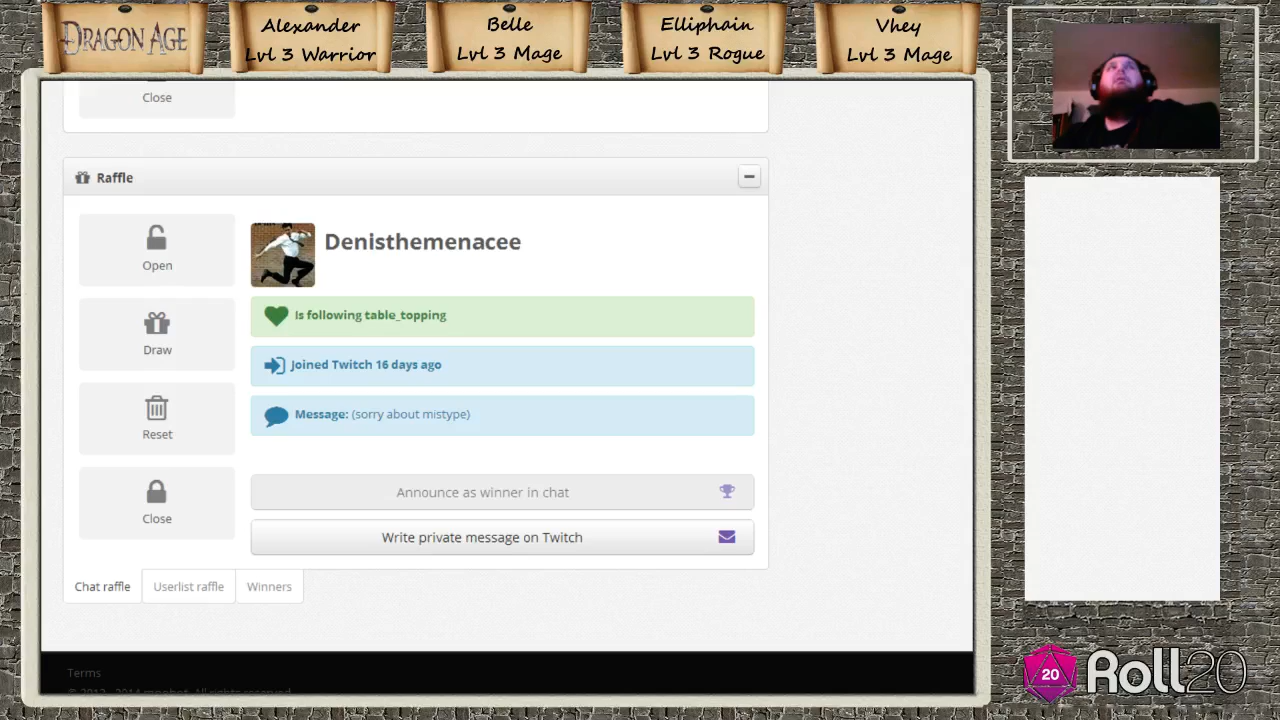 DRAGON AGE
Alexander
Lvl 3 Warrior
Belle
Lvl 3 Mage
Elliphain
Lvl 3 Rogue
Vhey
Lvl 3 Mage
Close
Raffle
Open
Draw
Reset
Close
Denisthemenacee
Is following table_topping
Joined Twitch 16 days ago
Message: (sorry about mistype)
Announce as winner in chat
Write private message on Twitch
Chat raffle
Userlist raffle
Winners
Terms
20
Roll20